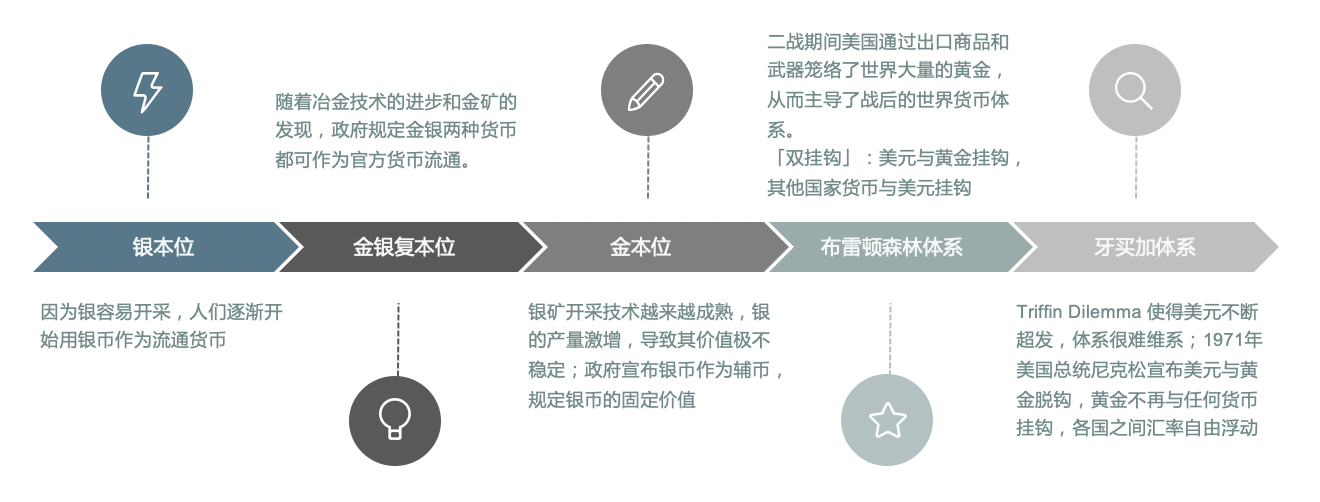 银本位
因为银容易开采，人们逐渐开
始用银币作为流通货币
随着冶金技术的进步和金矿的
发现，政府规定金银两种货币
都可作为官方货币流通。
金银复本位
金本位
银矿开采技术越来越成熟，银
的产量激增，导致其价值极不
稳定；政府宣布银币作为辅币，
规定银币的固定价值
二战期间美国通过出口商品和
武器笼络了世界大量的黄金，
从而主导了战后的世界货币体
系。
「双挂钩」：美元与黄金挂钩，
其他国家货币与美元挂钩
布雷顿森林体系
牙买加体系
Triffin Dilemma 使得美元不断
超发，体系很难维系；1971年
美国总统尼克松宣布美元与黄
金脱钩，黄金不再与任何货币
挂钩，各国之间汇率自由浮动